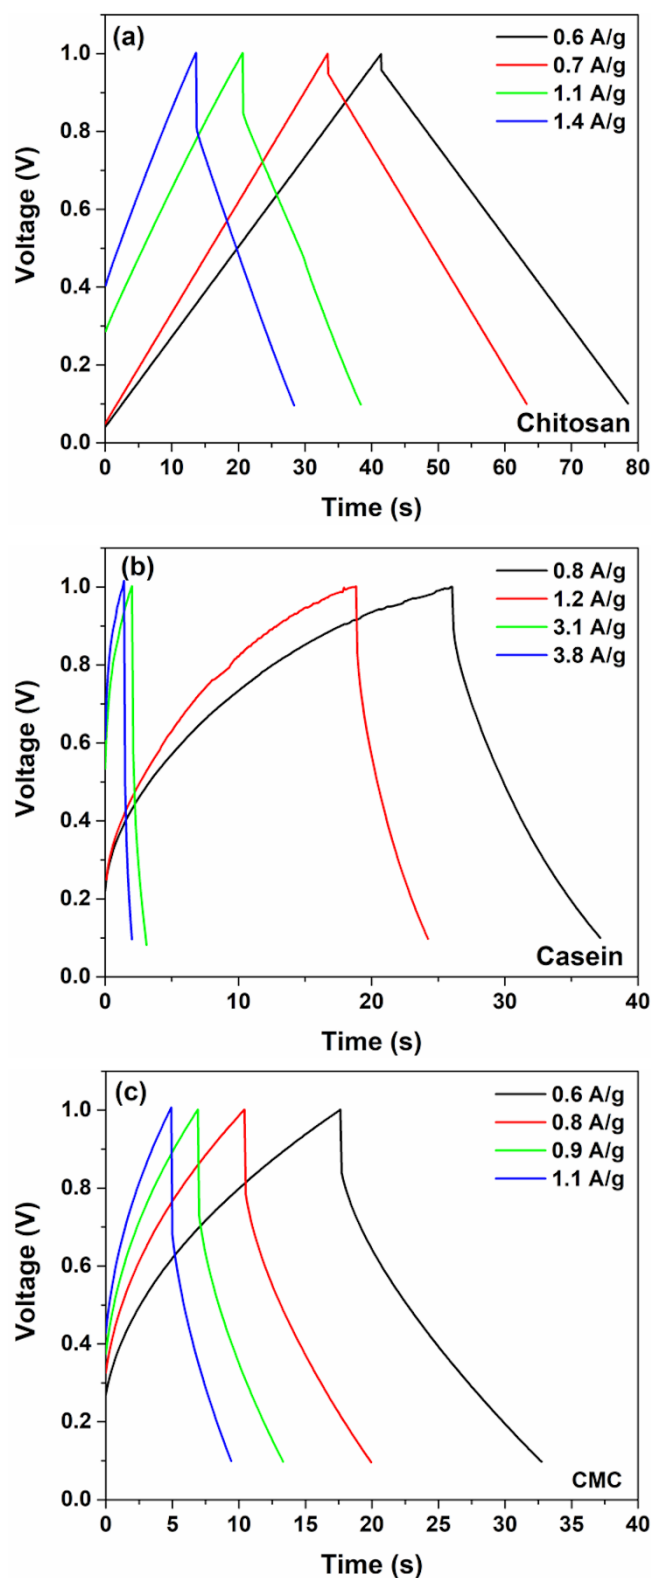 (a)
0.6 A/g
0.7 A/g
1.1 A/g
1.4 A/g
Voltage (V)
1.0
0.8
0.6
0.4
0.2
0.0
Chitosan
0 10 20 30 40 50 60 70 80
Time (s)
(b)
0.8 A/g
1.2 A/g
3.1 A/g
3.8 A/g
Voltage (V)
1.0
0.8
0.6
0.4
0.2
0.0
Casein
0 10 20 30 40
Time (s)
(c)
0.6 A/g
0.8 A/g
0.9 A/g
1.1 A/g
Voltage (V)
1.0
0.8
0.6
0.4
0.2
0.0
CMC
0 5 10 15 20 25 30 35 40
Time (s)